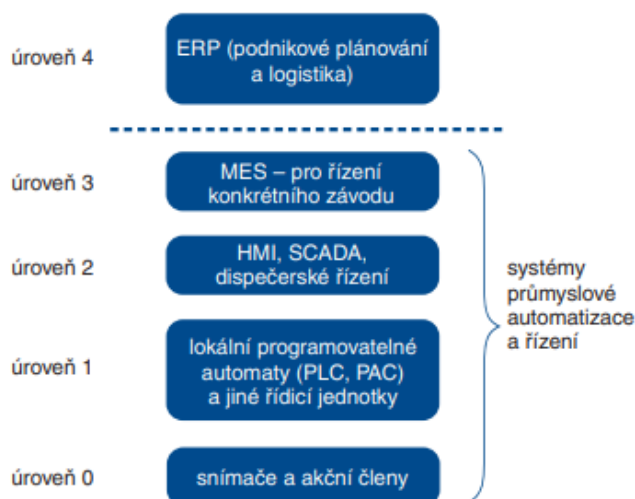 úroveň 4
ERP (podnikové plánování
a logistika)
úroveň 3
MES – pro řízení
konkrétního závodu
úroveň 2
HMI, SCADA,
dispečerské řízení
úroveň 1
lokální programovatelné
automaty (PLC, PAC)
a jiné řídicí jednotky
úroveň 0
snímače a akční členy
systémy
průmyslové
automatizace
a řízení